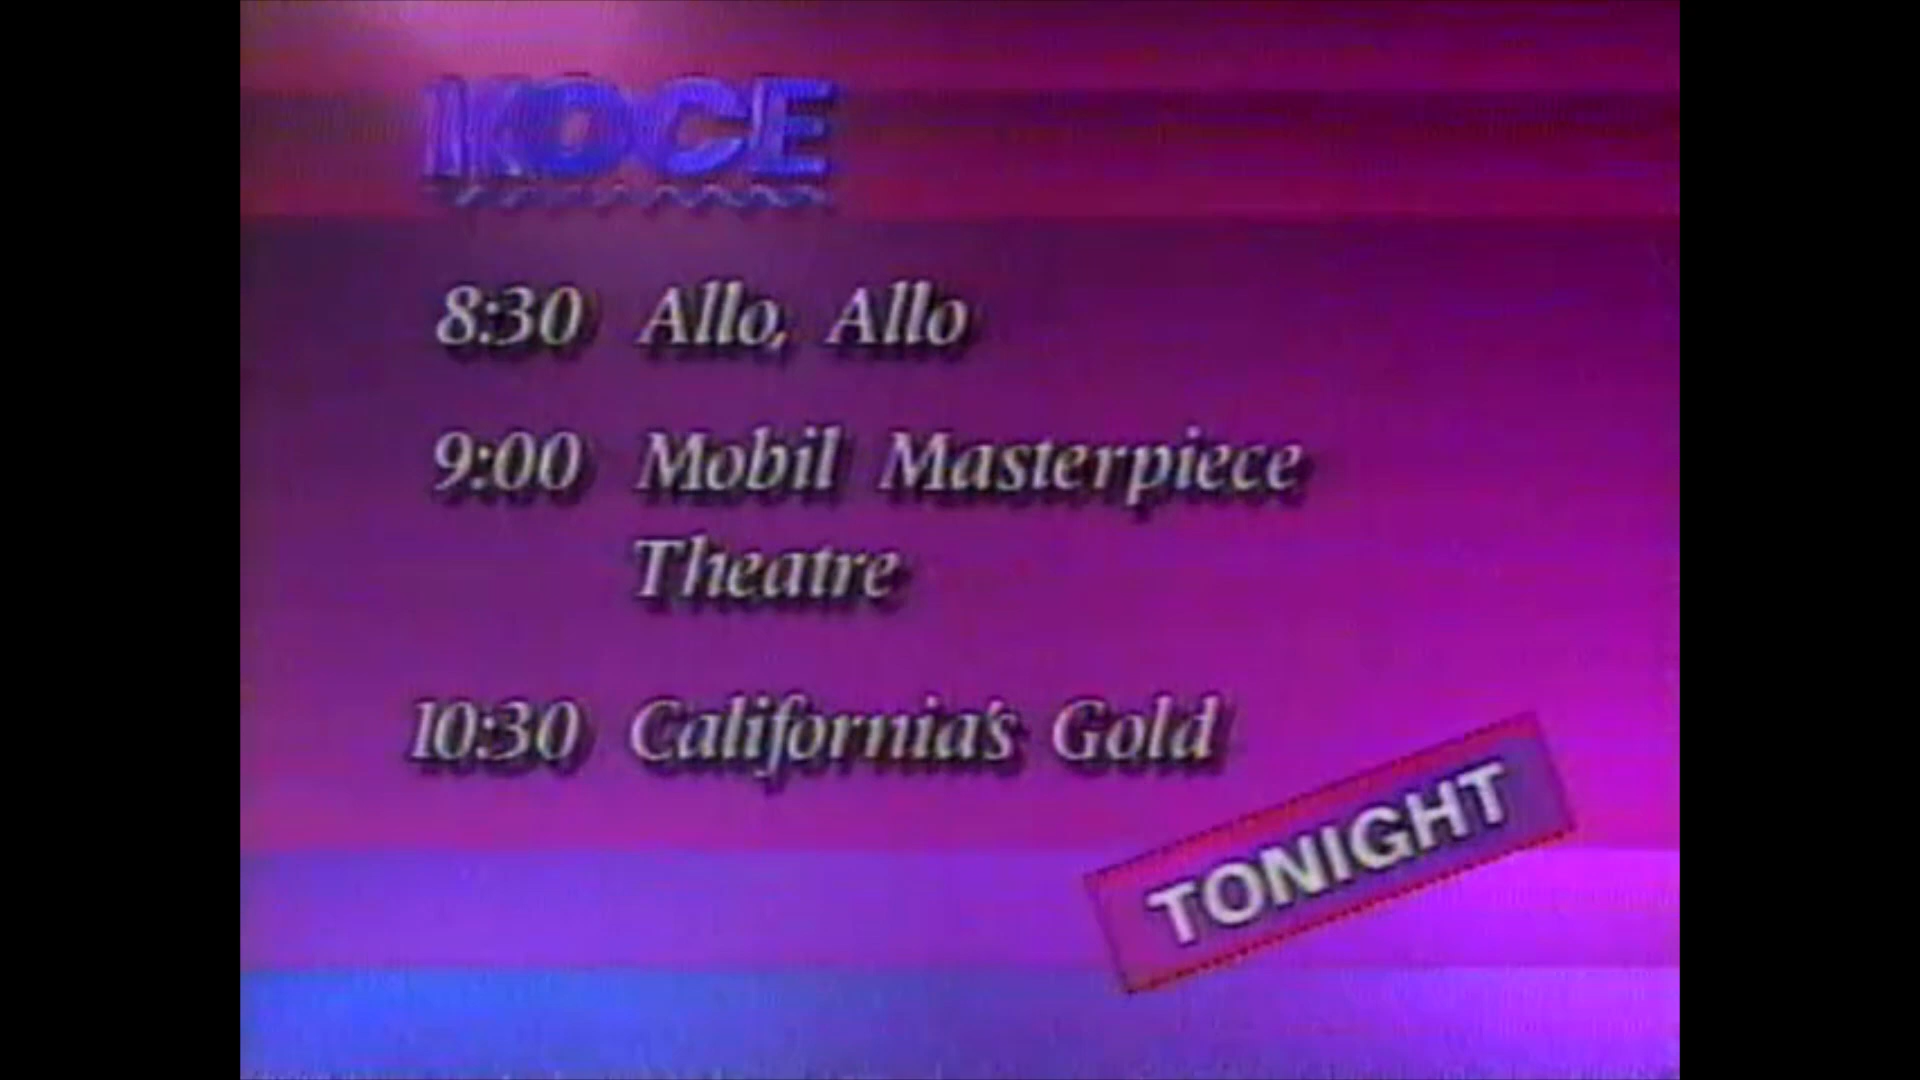 KOCE
8:30 Allo, Allo
9:00 Mobil Masterpiece
Theatre
10:30 California's Gold
TONIGHT